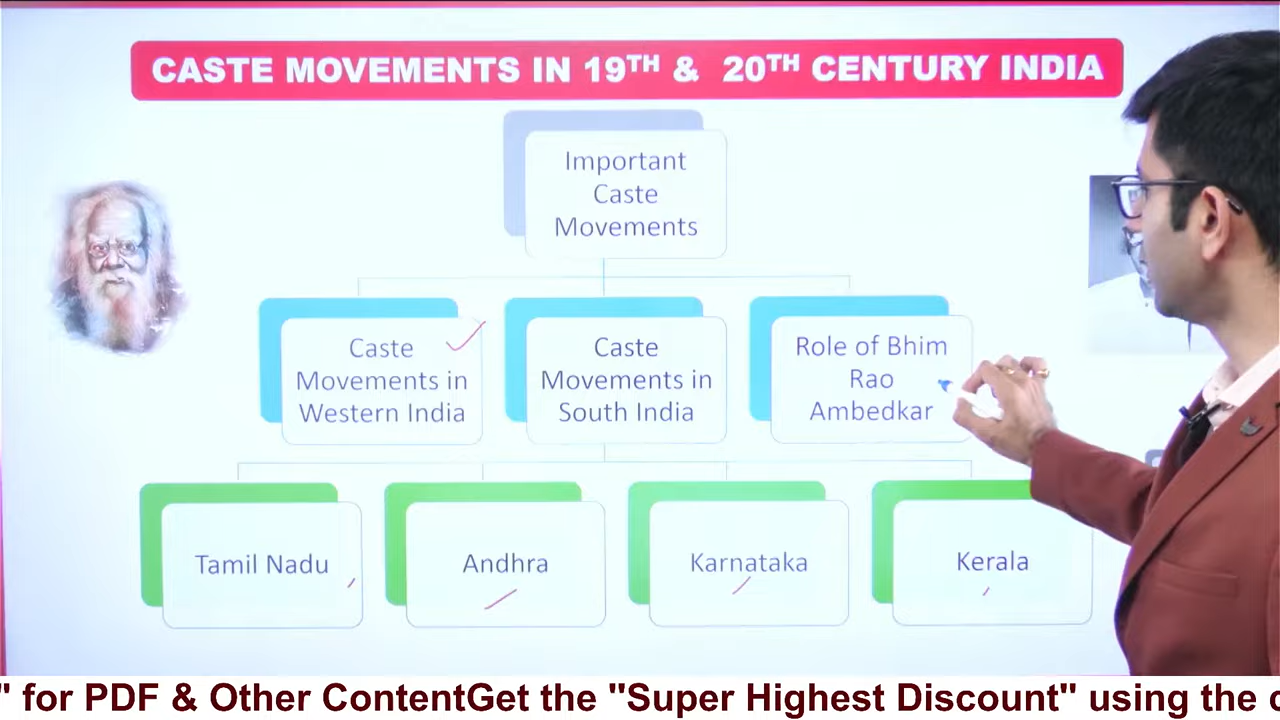 CASTE MOVEMENTS IN 19TH & 20TH CENTURY INDIA
Important
Caste
Movements
Caste
Movements in
Western India
Caste
Movements in
South India
Role of Bhim
Rao
Ambedkar
Tamil Nadu
Andhra
Karnataka
Kerala
" for PDF & Other ContentGet the "Super Highest Discount" using the